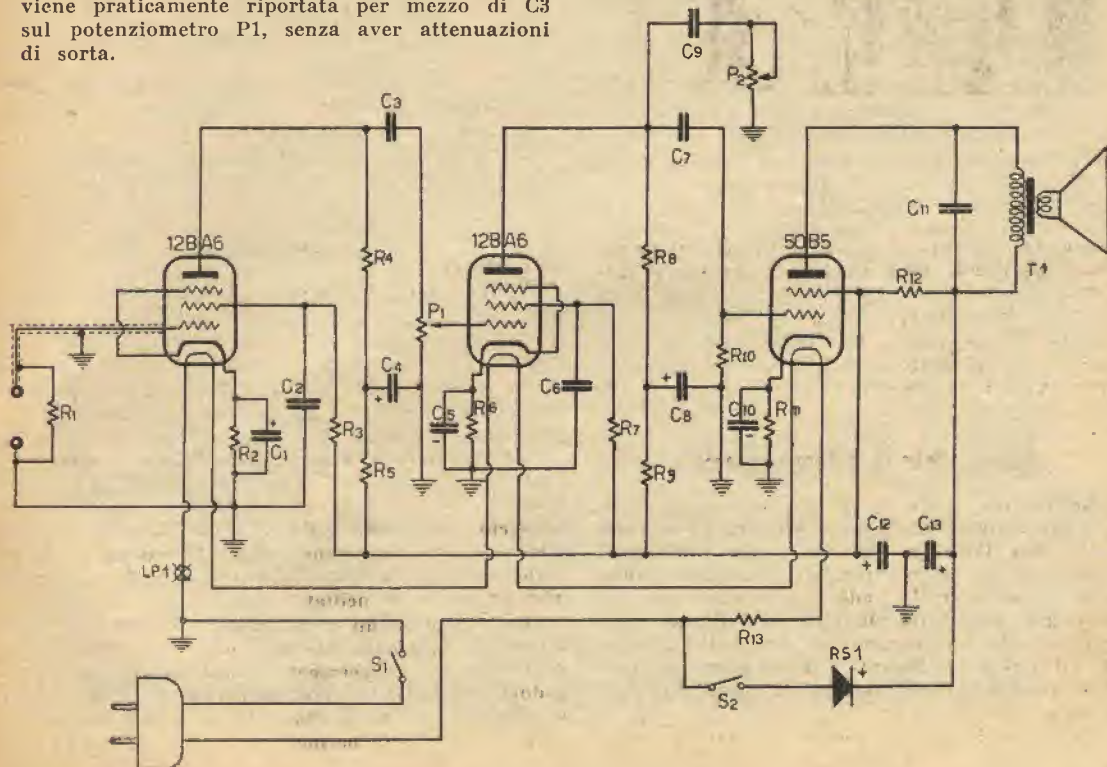 viene praticamente riportata per mezzo di C3
sul potenziometro P1, senza aver attenuazioni
di sorta.
C9
P2
C3
C7
12BA6
12BA6
50B5
C11
R4
R8
R12
T1
P1
R1
C2
C4
R10
C6
C5
R6
C8
C10
R11
R2
C1
R3
R5
R7
R9
C12
C13
LP1
R13
S1
RS1
S2